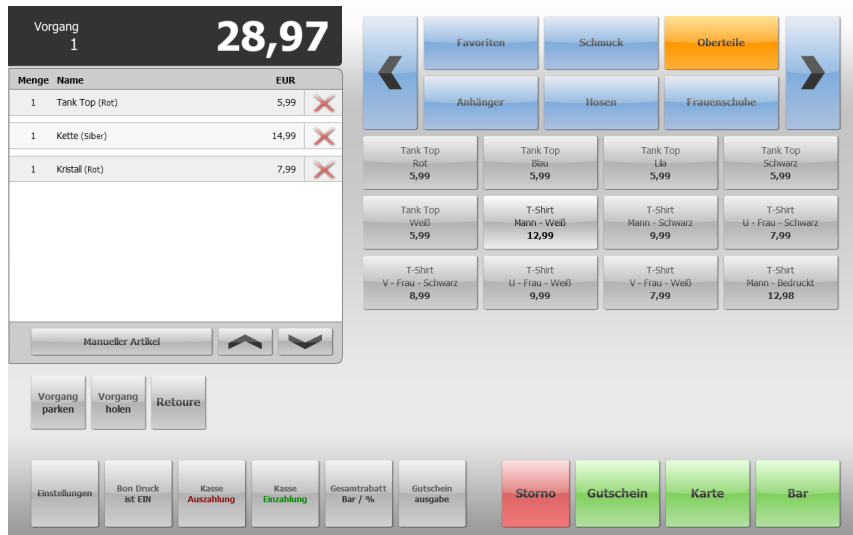 Vorgang
1
28,97
Menge Name EUR
1 Tank Top (Rot) 5,99
1 Kette (Siber) 14,99
1 Kristall (Rot) 7,99
Manueller Artikel
Vorgang
parken
Vorgang
holen
Retoure
Favoriten
Schmuck
Oberteile
Anhänger
Hosen
Frauenschuhe
Tank Top
Rot
5,99
Tank Top
Blau
5,99
Tank Top
Lila
5,99
Tank Top
Schwarz
5,99
Tank Top
Weiß
5,99
T-Shirt
Mann - Weiß
12,99
T-Shirt
Mann - Schwarz
9,99
T-Shirt
U - Frau - Schwarz
7,99
T-Shirt
V - Frau - Schwarz
8,99
T-Shirt
U - Frau - Weiß
9,99
T-Shirt
V - Frau - Weiß
7,99
T-Shirt
Mann - Bedruckt
12,98
Einstellungen
Bon Druck
ist EIN
Kasse
Auszahlung
Kasse
Einzahlung
Gesamtrabatt
Bar / %
Gutschein
ausgabe
Storno
Gutschein
Karte
Bar